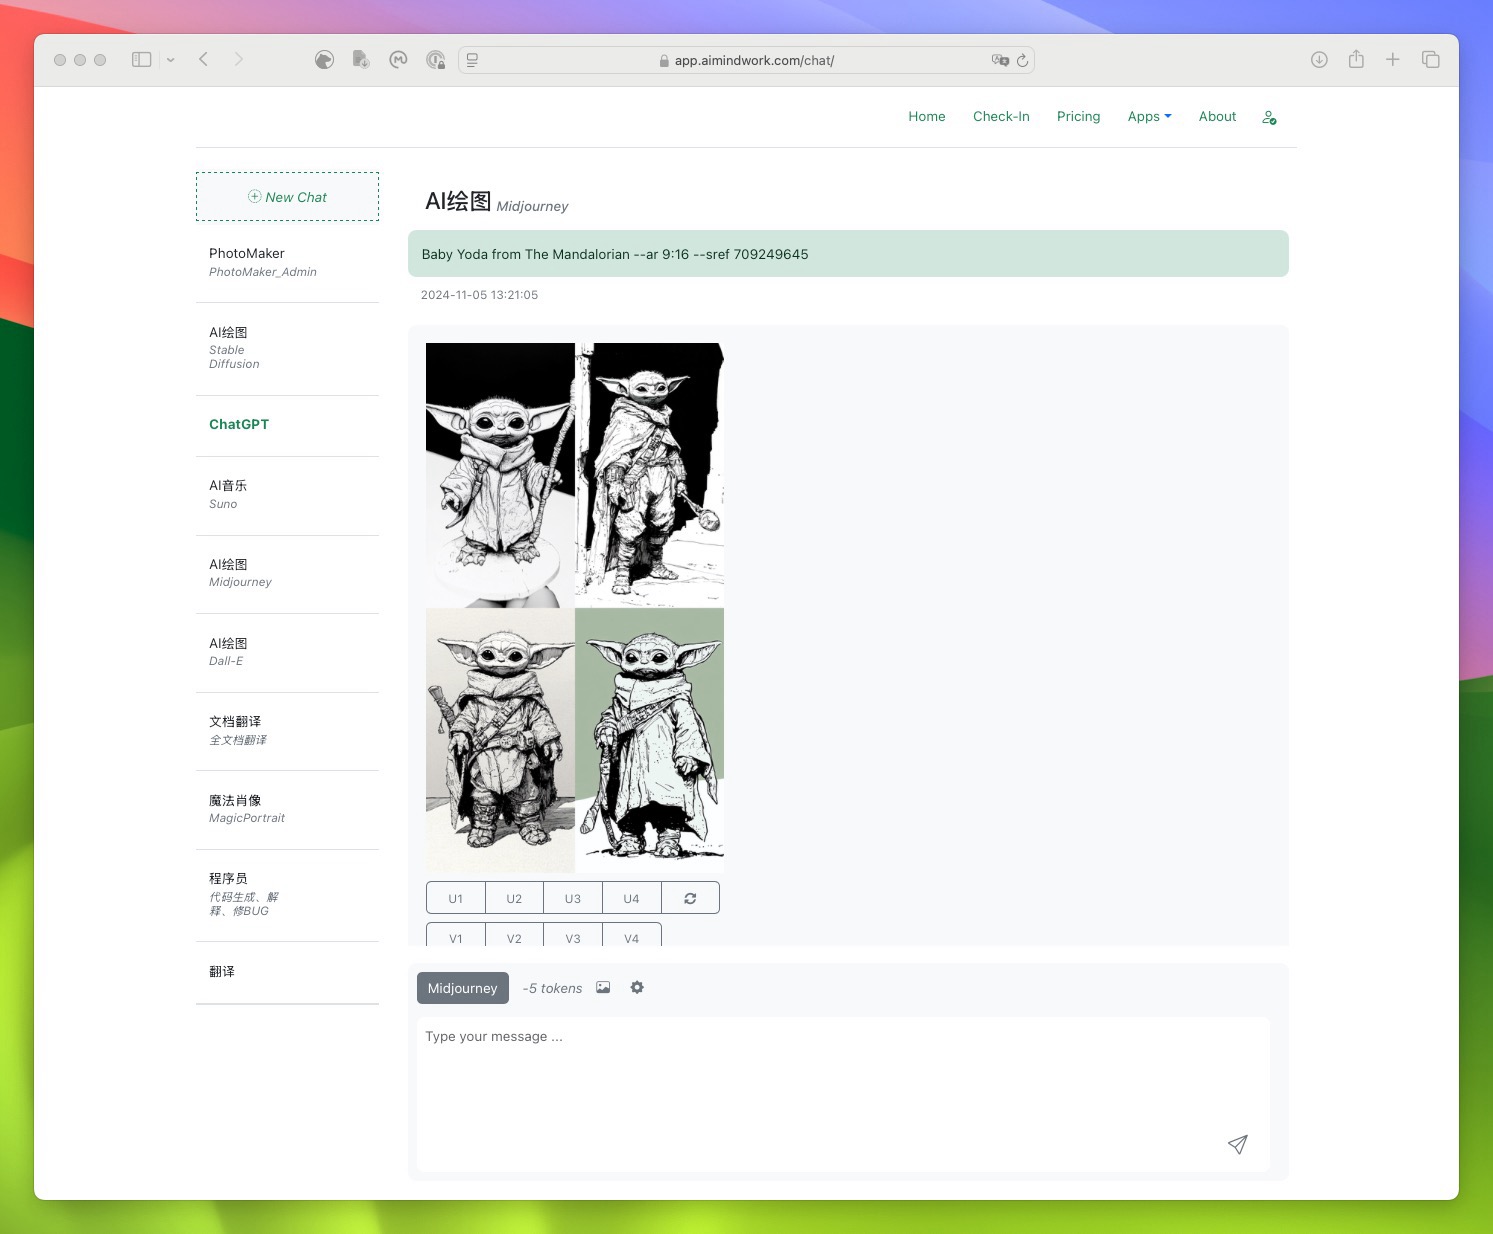 app.aimindwork.com/chat/
Home
Check-In
Pricing
Apps
About
New Chat
PhotoMaker
PhotoMaker_Admin
AI绘图
Stable
Diffusion
ChatGPT
AI音乐
Suno
AI绘图
Midjourney
AI绘图
Dall-E
文档翻译
全文档翻译
魔法肖像
MagicPortrait
程序员
代码生成、解
释、修BUG
翻译
AI绘图 Midjourney
Baby Yoda from The Mandalorian --ar 9:16 --sref 709249645
2024-11-05 13:21:05
U1
U2
U3
U4
V1
V2
V3
V4
Midjourney
-5 tokens
Type your message ...